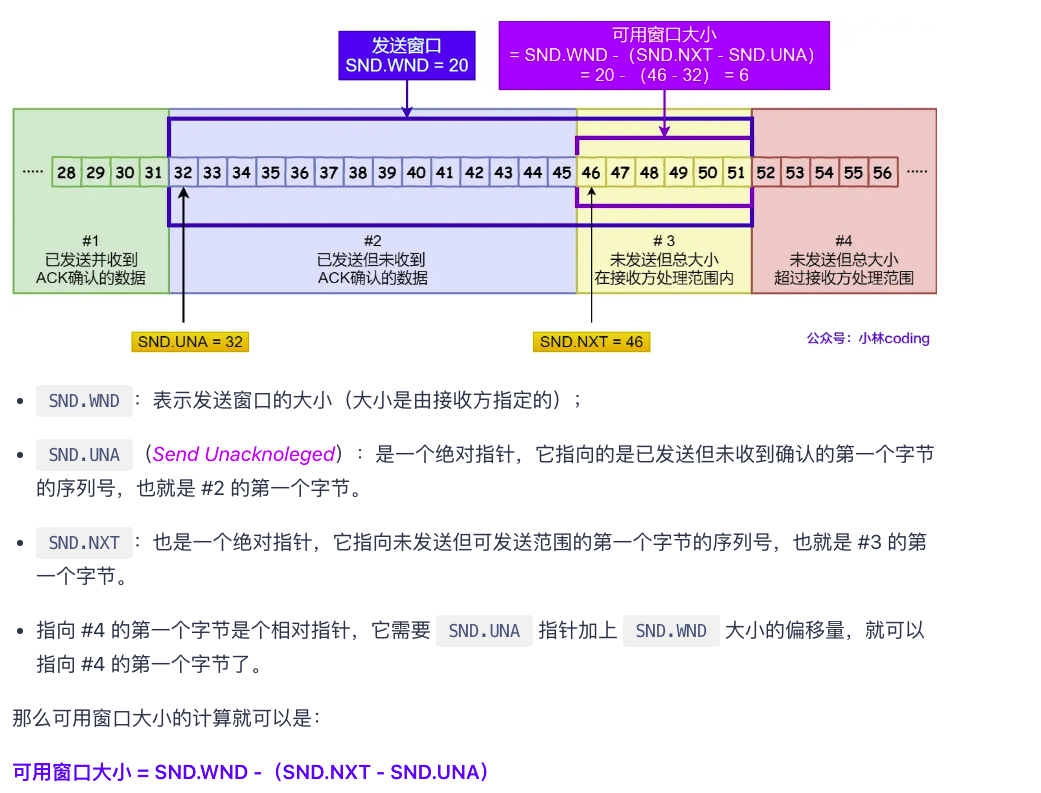 发送窗口
SND.WND = 20
可用窗口大小
= SND.WND -（SND.NXT - SND.UNA）
= 20 - （46 - 32） = 6
····· 28 29 30 31 32 33 34 35 36 37 38 39 40 41 42 43 44 45 46 47 48 49 50 51 52 53 54 55 56 ·····
#1
已发送并收到
ACK确认的数据
#2
已发送但未收到
ACK确认的数据
# 3
未发送但总大小
在接收方处理范围内
#4
未发送但总大小
超过接收方处理范围
SND.UNA = 32
SND.NXT = 46
公众号：小林coding
• SND.WND：表示发送窗口的大小（大小是由接收方指定的）；
• SND.UNA（Send Unacknoleged）：是一个绝对指针，它指向的是已发送但未收到确认的第一个字节
的序列号，也就是 #2 的第一个字节。
• SND.NXT：也是一个绝对指针，它指向未发送但可发送范围的第一个字节的序列号，也就是 #3 的第
一个字节。
• 指向 #4 的第一个字节是个相对指针，它需要 SND.UNA 指针加上 SND.WND 大小的偏移量，就可以
指向 #4 的第一个字节了。
那么可用窗口大小的计算就可以是：
可用窗口大小 = SND.WND -（SND.NXT - SND.UNA）